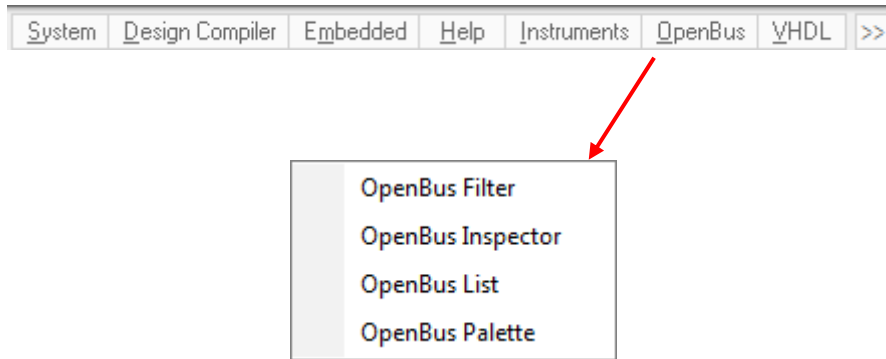 System Design Compiler Embedded Help Instruments OpenBus VHDL >>
OpenBus Filter
OpenBus Inspector
OpenBus List
OpenBus Palette